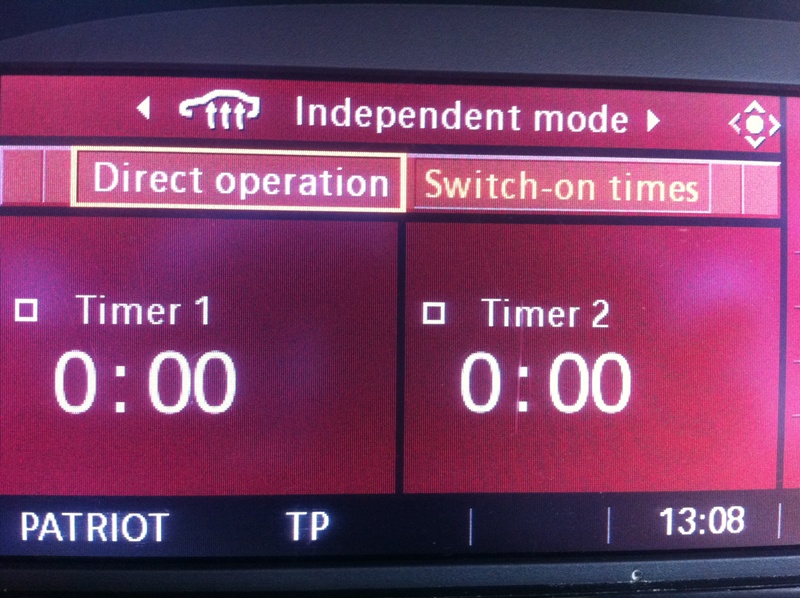 Independent mode
Direct operation Switch-on times
Timer 1 Timer 2
0:00 0:00
PATRIOT TP 13:08